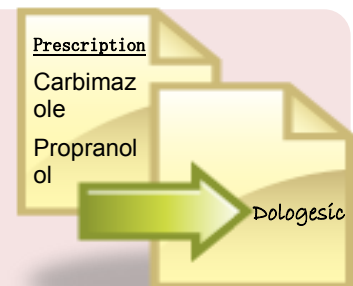 Prescription
Carbimaz
ole
Propranol
ol
Dologesic